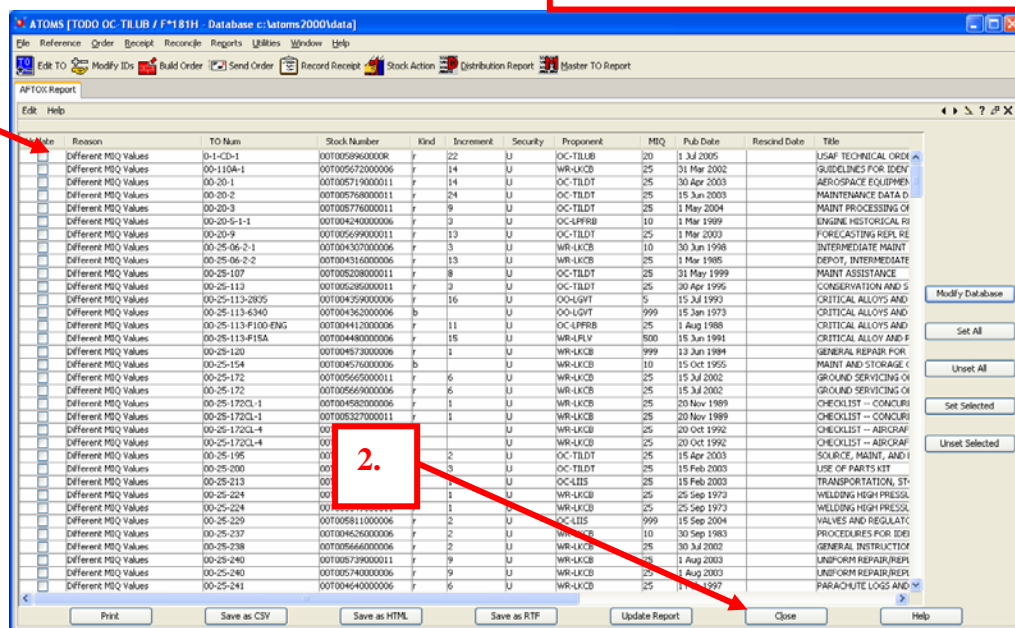 ATOMS [TODO OC-TILUB / F*181H - Database c:\atoms2000\data]
File Reference Order Receipt Reconcile Reports Utilities Window Help
Edit TO Modify IDs Build Order Send Order Record Receipt Stock Action Distribution Report Master TO Report
AFTOX Report
Edit Help
Reason TO Num Stock Number Kind Increment Security Proponent MIQ Pub Date Rescind Date Title
Different MIQ Values 0-1-CD-1 00T0058960000R r 22 U OC-TILUB 20 1 Jul 2005 USAF TECHNICAL ORDE
Different MIQ Values 00-110A-1 00T005672000006 r 14 U WR-LKCB 25 31 Mar 2002 GUIDELINES FOR IDEN
Different MIQ Values 00-20-1 00T005719000011 r 14 U OC-TILDT 25 30 Apr 2003 AEROSPACE EQUIPMEN
Different MIQ Values 00-20-2 00T005768000011 r 24 U OC-TILDT 25 15 Jun 2003 MAINTENANCE DATA D
Different MIQ Values 00-20-3 00T005776000011 r 9 U OC-TILDT 25 1 May 2004 MAINT PROCESSING OF
Different MIQ Values 00-20-5-1-1 00T004240000006 r 3 U OC-LPFRB 10 1 Mar 1989 ENGINE HISTORICAL RE
Different MIQ Values 00-20-9 00T005699000011 r 13 U OC-TILDT 25 1 Mar 2003 FORECASTING REPL RE
Different MIQ Values 00-25-06-2-1 00T004307000006 r 3 U WR-LKCB 10 30 Jun 1998 INTERMEDIATE MAINT
Different MIQ Values 00-25-06-2-2 00T004316000006 r 13 U WR-LKCB 25 1 Mar 1985 DEPOT, INTERMEDIATE
Different MIQ Values 00-25-107 00T005208000011 r 8 U OC-TILDT 25 31 May 1999 MAINT ASSISTANCE
Different MIQ Values 00-25-113 00T005285000011 r 3 U OC-TILDT 25 30 Apr 1995 CONSERVATION AND S
Different MIQ Values 00-25-113-2835 00T004359000006 r 16 U OO-LGVT 5 15 Jul 1993 CRITICAL ALLOYS AND
Different MIQ Values 00-25-113-6340 00T004362000006 b U OO-LGVT 999 15 Jan 1973 CRITICAL ALLOYS AND
Different MIQ Values 00-25-113-F100-ENG 00T004412000006 r 11 U OC-LPFRB 25 1 Aug 1988 CRITICAL ALLOYS AND
Different MIQ Values 00-25-113-F15A 00T004480000006 r 15 U WR-LFLV 500 15 Jun 1991 CRITICAL ALLOY AND P
Different MIQ Values 00-25-120 00T004573000006 r 1 U WR-LKCB 999 13 Jun 1984 GENERAL REPAIR FOR
Different MIQ Values 00-25-154 00T004576000006 b U WR-LKCB 10 15 Oct 1955 MAINT AND STORAGE
Different MIQ Values 00-25-172 00T005665000011 r 6 U WR-LKCB 25 15 Jul 2002 GROUND SERVICING O
Different MIQ Values 00-25-172 00T005669000006 r 6 U WR-LKCB 25 15 Jul 2002 GROUND SERVICING O
Different MIQ Values 00-25-172CL-1 00T004582000006 r 1 U WR-LKCB 25 20 Nov 1989 CHECKLIST -- CONCUR
Different MIQ Values 00-25-172CL-1 00T005327000011 r 1 U WR-LKCB 25 20 Nov 1989 CHECKLIST -- CONCUR
Different MIQ Values 00-25-172CL-4 U WR-LKCB 25 20 Oct 1992 CHECKLIST -- AIRCRAF
Different MIQ Values 00-25-172CL-4 U WR-LKCB 25 20 Oct 1992 CHECKLIST -- AIRCRAF
Different MIQ Values 00-25-195 2 U OC-TILDT 25 15 Apr 2003 SOURCE, MAINT, AND
Different MIQ Values 00-25-200 3 U OC-TILDT 25 15 Feb 2003 USE OF PARTS KIT
Different MIQ Values 00-25-213 U OC-LIIS 25 15 Feb 2003 TRANSPORTATION, ST
Different MIQ Values 00-25-224 1 U WR-LKCB 25 25 Sep 1973 WELDING HIGH PRESSU
Different MIQ Values 00-25-224 1 U WR-LKCB 25 25 Sep 1973 WELDING HIGH PRESSU
Different MIQ Values 00-25-229 00T005811000006 r 2 U OC-LIIS 999 15 Sep 2004 VALVES AND REGULATO
Different MIQ Values 00-25-237 00T004626000006 r 2 U WR-LKCB 10 30 Sep 1983 PROCEDURES FOR IDE
Different MIQ Values 00-25-238 00T005666000006 r 2 U WR-LKCB 25 30 Jul 2002 GENERAL INSTRUCTION
Different MIQ Values 00-25-240 00T005739000011 r 9 U WR-LKCB 25 1 Aug 2003 UNIFORM REPAIR/REPL
Different MIQ Values 00-25-240 00T005740000006 r 9 U WR-LKCB 25 1 Aug 2003 UNIFORM REPAIR/REPL
Different MIQ Values 00-25-241 00T004640000006 r 6 U WR-LKCB 25 1997 PARACHUTE LOGS AND
2.
Modify Database
Set All
Unset All
Set Selected
Unset Selected
Print Save as CSV Save as HTML Save as RTF Update Report Close Help